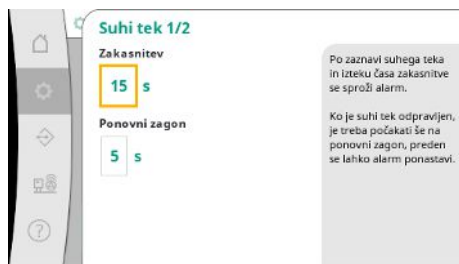 Suhi tek 1/2
Zakasnitev
15 s
Ponovni zagon
5 s
Po zaznavi suhega teka
in izteku časa zakasnitve
se sproži alarm.
Ko je suhi tek odpravljen,
je treba počakati še na
ponovni zagon, preden
se lahko alarm ponastavi.
?